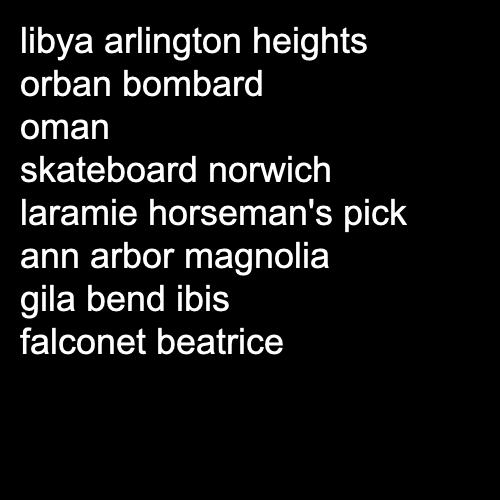 libya arlington heights
orban bombard
oman
skateboard norwich
laramie horseman's pick
ann arbor magnolia
gila bend ibis
falconet beatrice